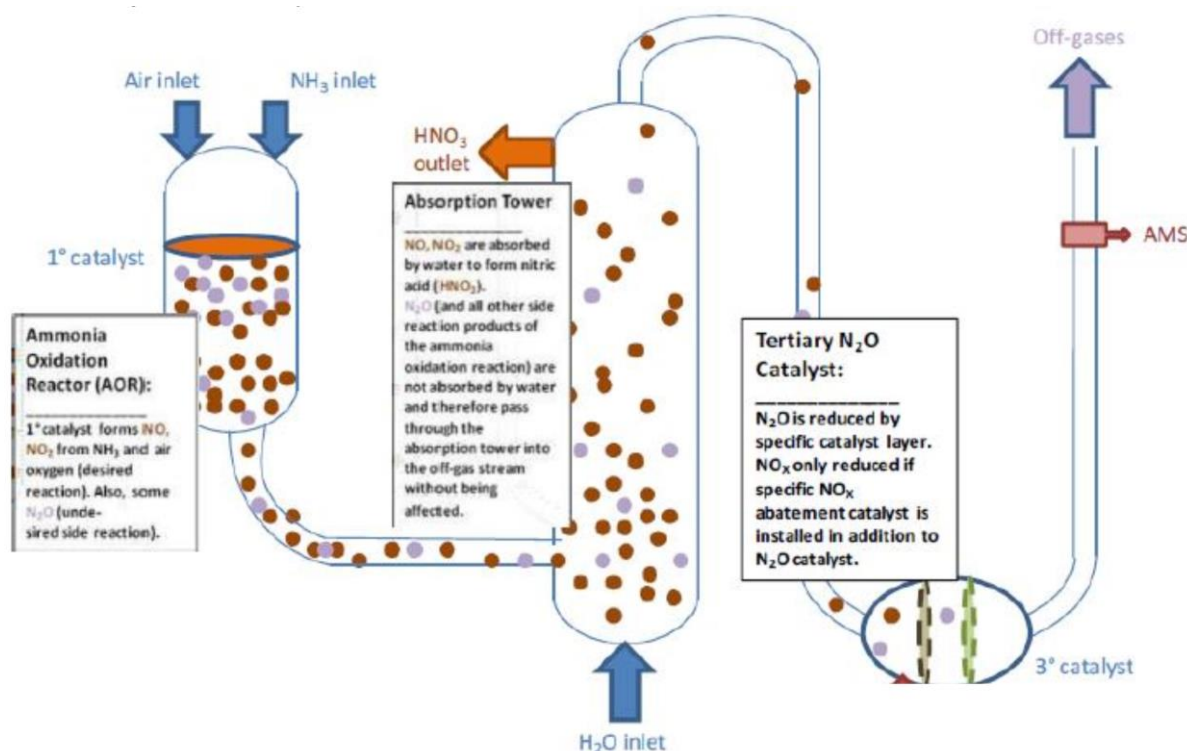 Air inlet
NH₃ inlet
Off-gases
HNO₃
outlet
AMS
1° catalyst
Absorption Tower
NO, NO₂ are absorbed
by water to form nitric
acid (HNO₃).
N₂O (and all other side
reaction products of
the ammonia
oxidation reaction) are
not absorbed by water
and therefore pass
through the
absorption tower into
the off-gas stream
without being
affected.
Ammonia
Oxidation
Reactor (AOR):
1° catalyst forms NO,
NO₂ from NH₃ and air
oxygen (desired
reaction). Also, some
N₂O (unde-
sired side reaction).
Tertiary N₂O
Catalyst:
N₂O is reduced by
specific catalyst layer.
NOₓ only reduced if
specific NOₓ
abatement catalyst is
installed in addition to
N₂O catalyst.
3° catalyst
H₂O inlet